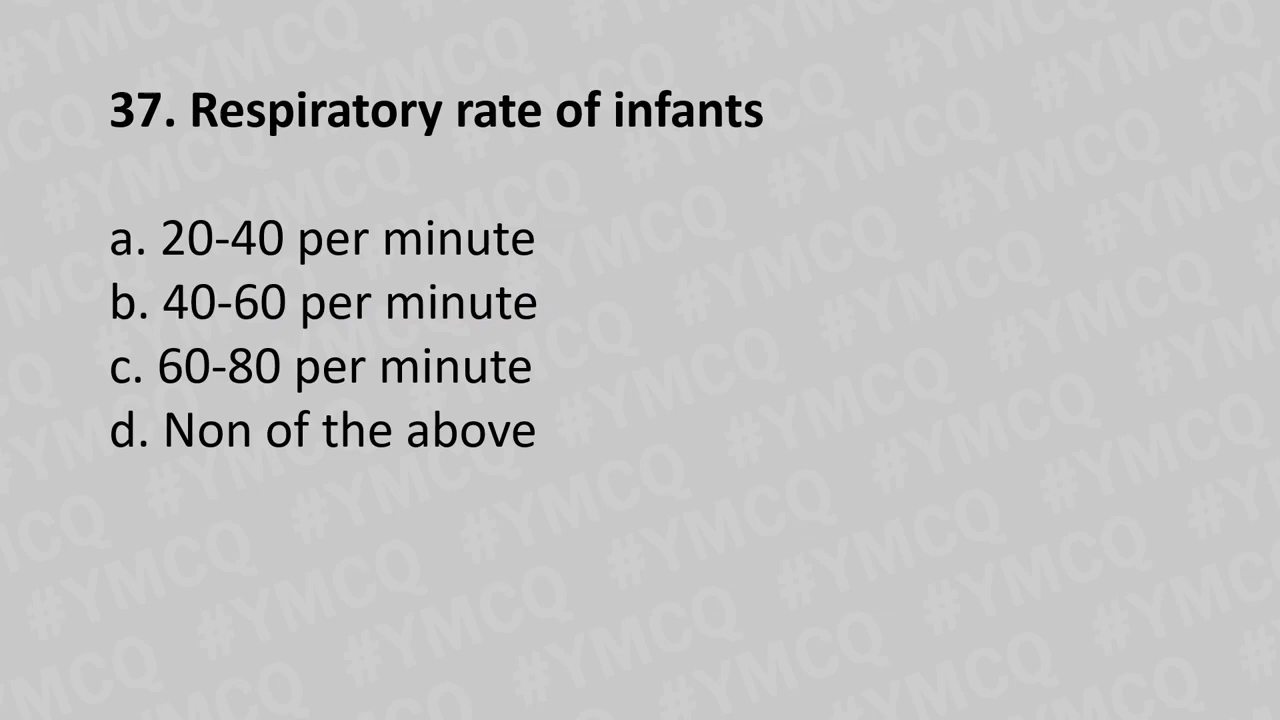 37. Respiratory rate of infants
a. 20-40 per minute
b. 40-60 per minute
c. 60-80 per minute
d. Non of the above
#YMCQ